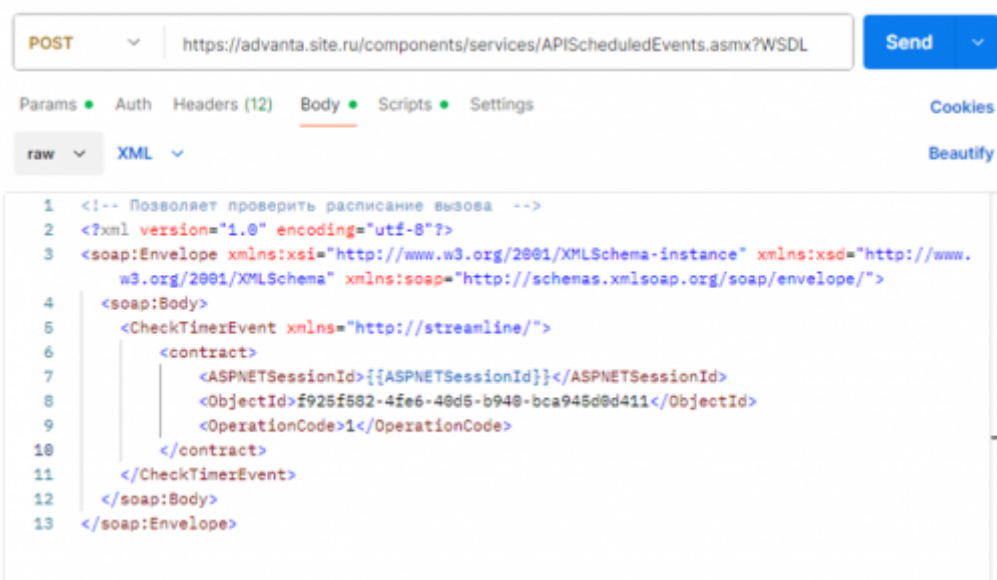 POST
https://advanta.site.ru/components/services/APIScheduledEvents.asmx?WSDL
Send
Params Auth Headers (12) Body Scripts Settings Cookies
raw XML Beautify
1 <!-- Позволяет проверить расписание вызова -->
2 <?xml version="1.0" encoding="utf-8"?>
3 <soap:Envelope xmlns:xsi="http://www.w3.org/2001/XMLSchema-instance" xmlns:xsd="http://www.
w3.org/2001/XMLSchema" xmlns:soap="http://schemas.xmlsoap.org/soap/envelope/">
4 <soap:Body>
5 <CheckTimerEvent xmlns="http://streamline/">
6 <contract>
7 <ASPNETSessionId>{{ASPNETSessionId}}</ASPNETSessionId>
8 <ObjectId>f925f582-4fe6-40d5-b940-bca945d0d411</ObjectId>
9 <OperationCode>1</OperationCode>
10 </contract>
11 </CheckTimerEvent>
12 </soap:Body>
13 </soap:Envelope>